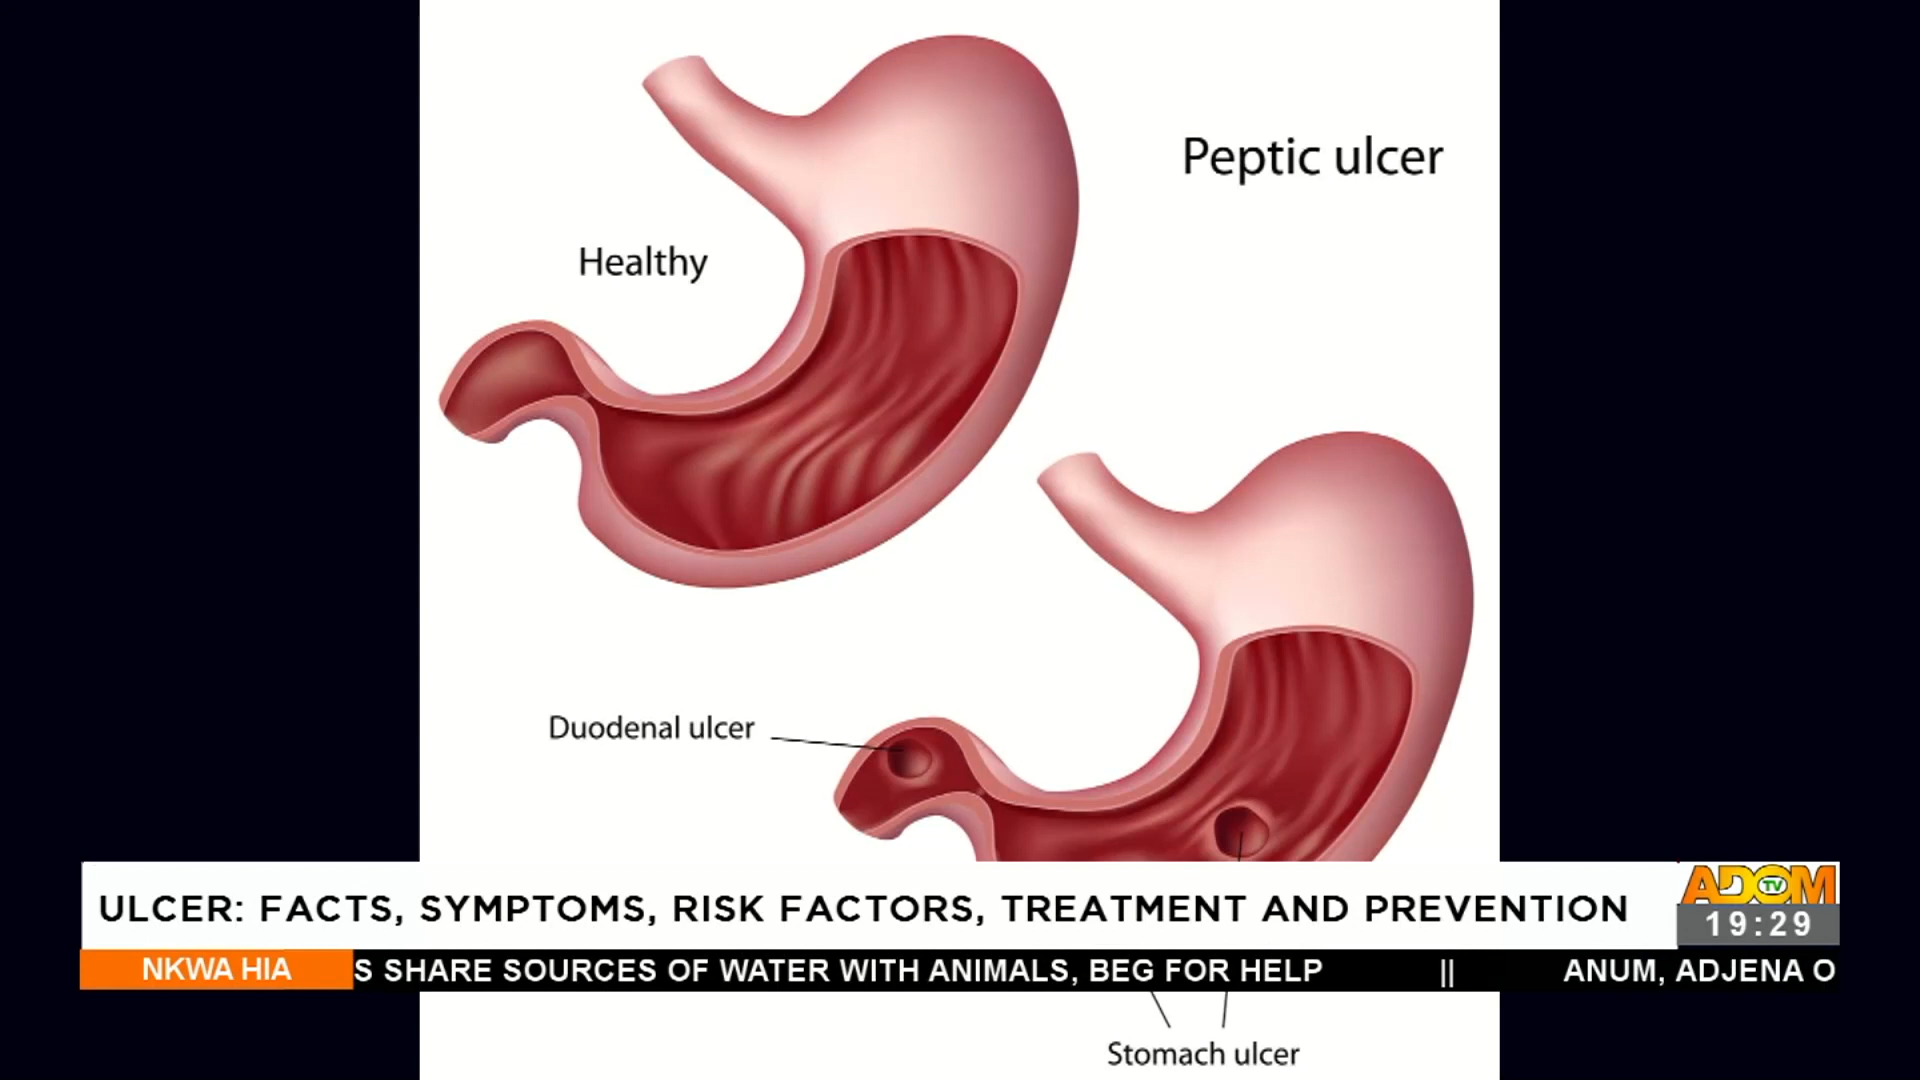 Peptic ulcer
Healthy
Duodenal ulcer
ULCER: FACTS, SYMPTOMS, RISK FACTORS, TREATMENT AND PREVENTION
ADOM TV
19:29
NKWA HIA
S SHARE SOURCES OF WATER WITH ANIMALS, BEG FOR HELP || ANUM, ADJENA O
Stomach ulcer